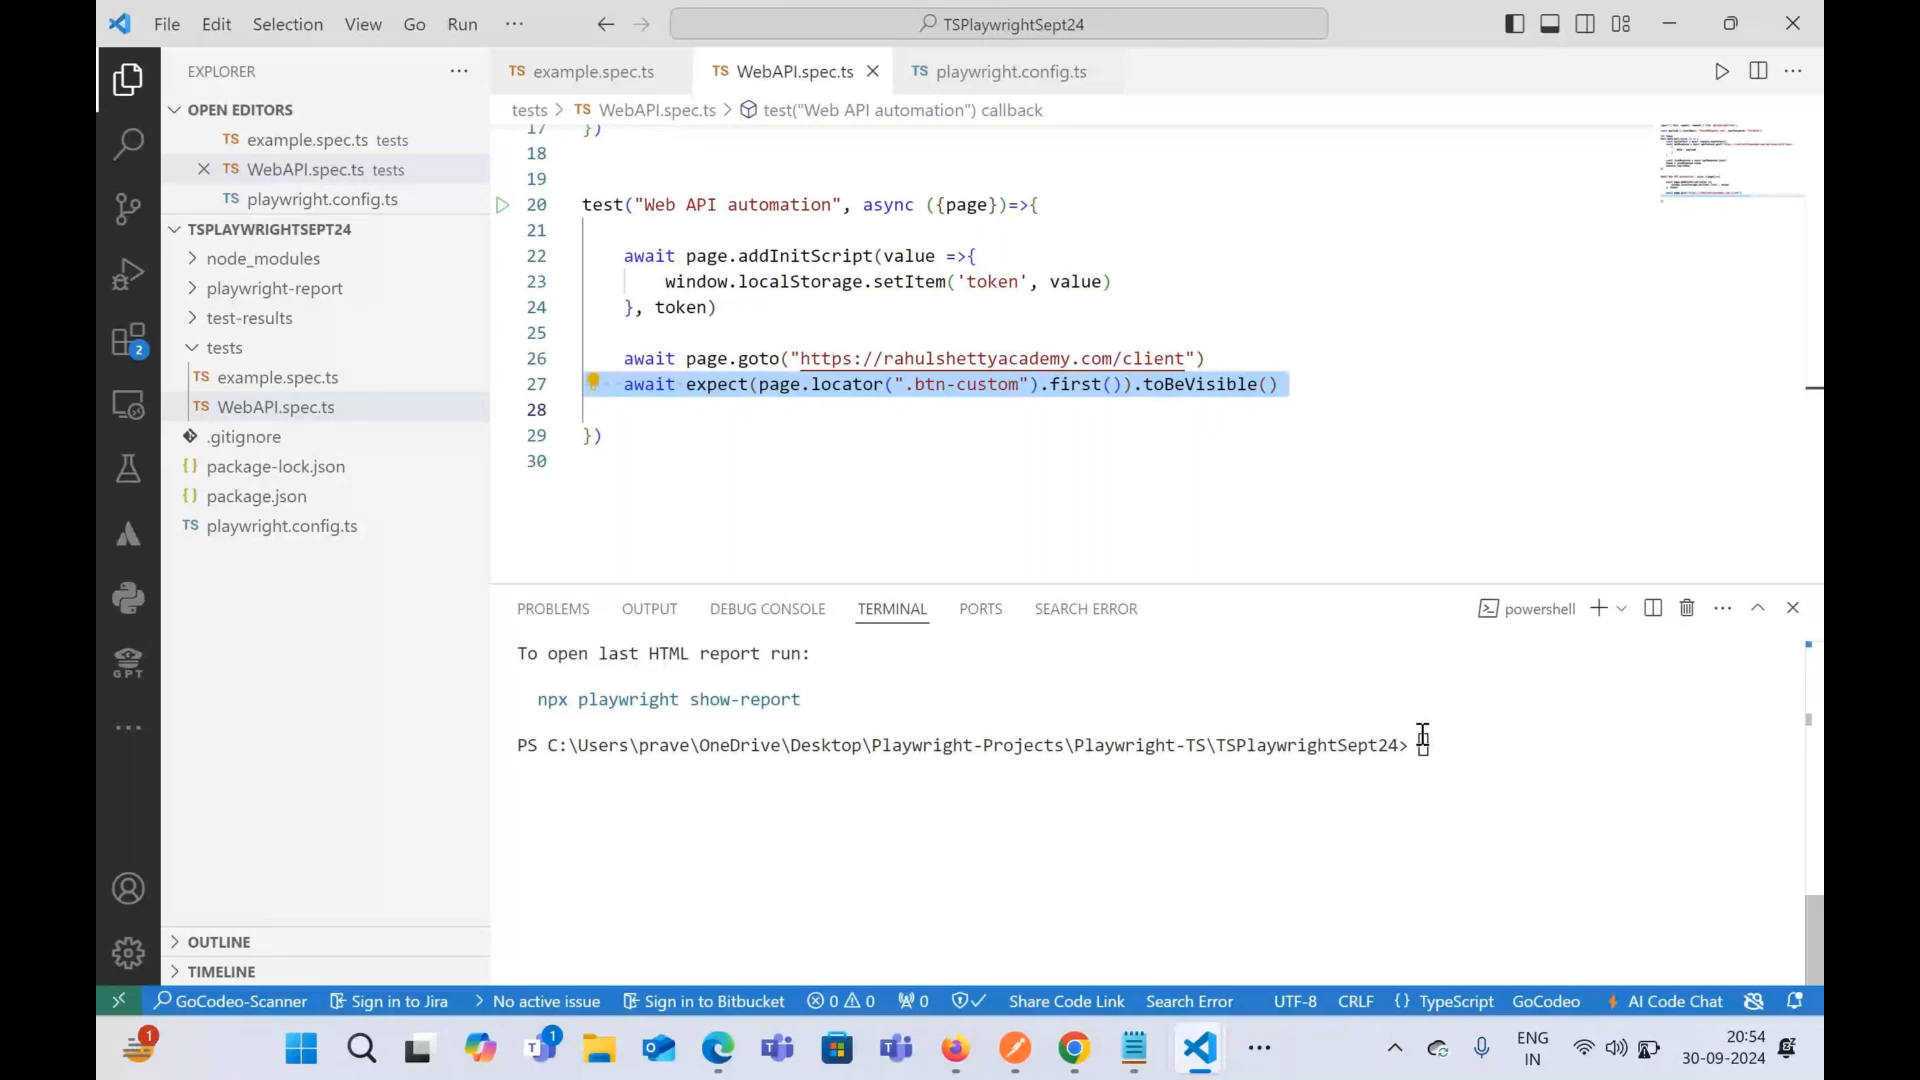 File Edit Selection View Go Run ··· TSPlaywrightSept24
EXPLORER
OPEN EDITORS
TS example.spec.ts tests
TS WebAPI.spec.ts tests
TS playwright.config.ts
TSPLAYWRIGHTSEPT24
node_modules
playwright-report
test-results
tests
TS example.spec.ts
TS WebAPI.spec.ts
.gitignore
{} package-lock.json
{} package.json
TS playwright.config.ts
OUTLINE
TIMELINE
2
GPT
TS example.spec.ts TS WebAPI.spec.ts TS playwright.config.ts
tests > TS WebAPI.spec.ts > test("Web API automation") callback
17 })
18
19
20 test("Web API automation", async ({page})=>{
21
22 await page.addInitScript(value =>{
23 window.localStorage.setItem('token', value)
24 }, token)
25
26 await page.goto("https://rahulshettyacademy.com/client")
27 await expect(page.locator(".btn-custom").first()).toBeVisible()
28
29 })
30
PROBLEMS OUTPUT DEBUG CONSOLE TERMINAL PORTS SEARCH ERROR powershell
To open last HTML report run:
npx playwright show-report
PS C:\Users\prave\OneDrive\Desktop\Playwright-Projects\Playwright-TS\TSPlaywrightSept24>
GoCodeo-Scanner Sign in to Jira No active issue Sign in to Bitbucket 0 0 0 Share Code Link Search Error UTF-8 CRLF {} TypeScript GoCodeo AI Code Chat
1 1 ENG 20:54
IN 30-09-2024